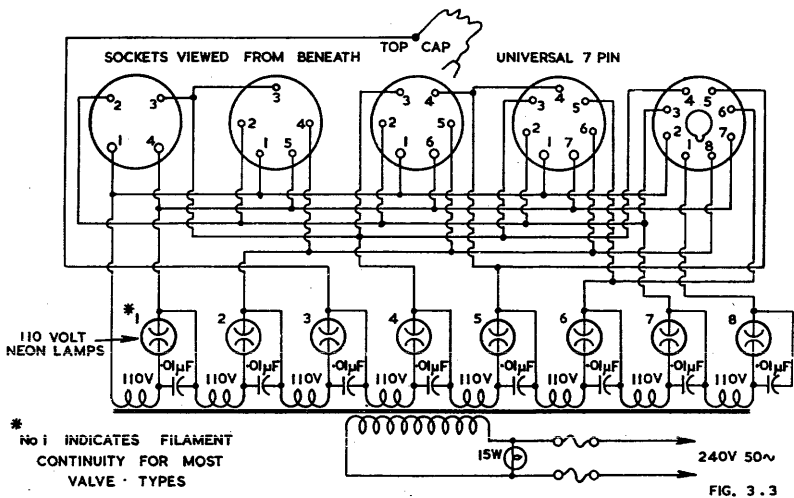 TOP CAP
SOCKETS VIEWED FROM BENEATH
UNIVERSAL 7 PIN
2 3 1 4
3 2 4 1 5
3 4 2 5 1 6
4 3 5 2 6 1 7
4 5 3 6 2 7 1 8
* 1 2 3 4 5 6 7 8
110 VOLT
NEON LAMPS
·01µF ·01µF ·01µF ·01µF ·01µF ·01µF ·01µF ·01µF
110V 110V 110V 110V 110V 110V 110V 110V
*
No 1 INDICATES FILAMENT
CONTINUITY FOR MOST
VALVE · TYPES
15W
240V 50~
FIG. 3.3